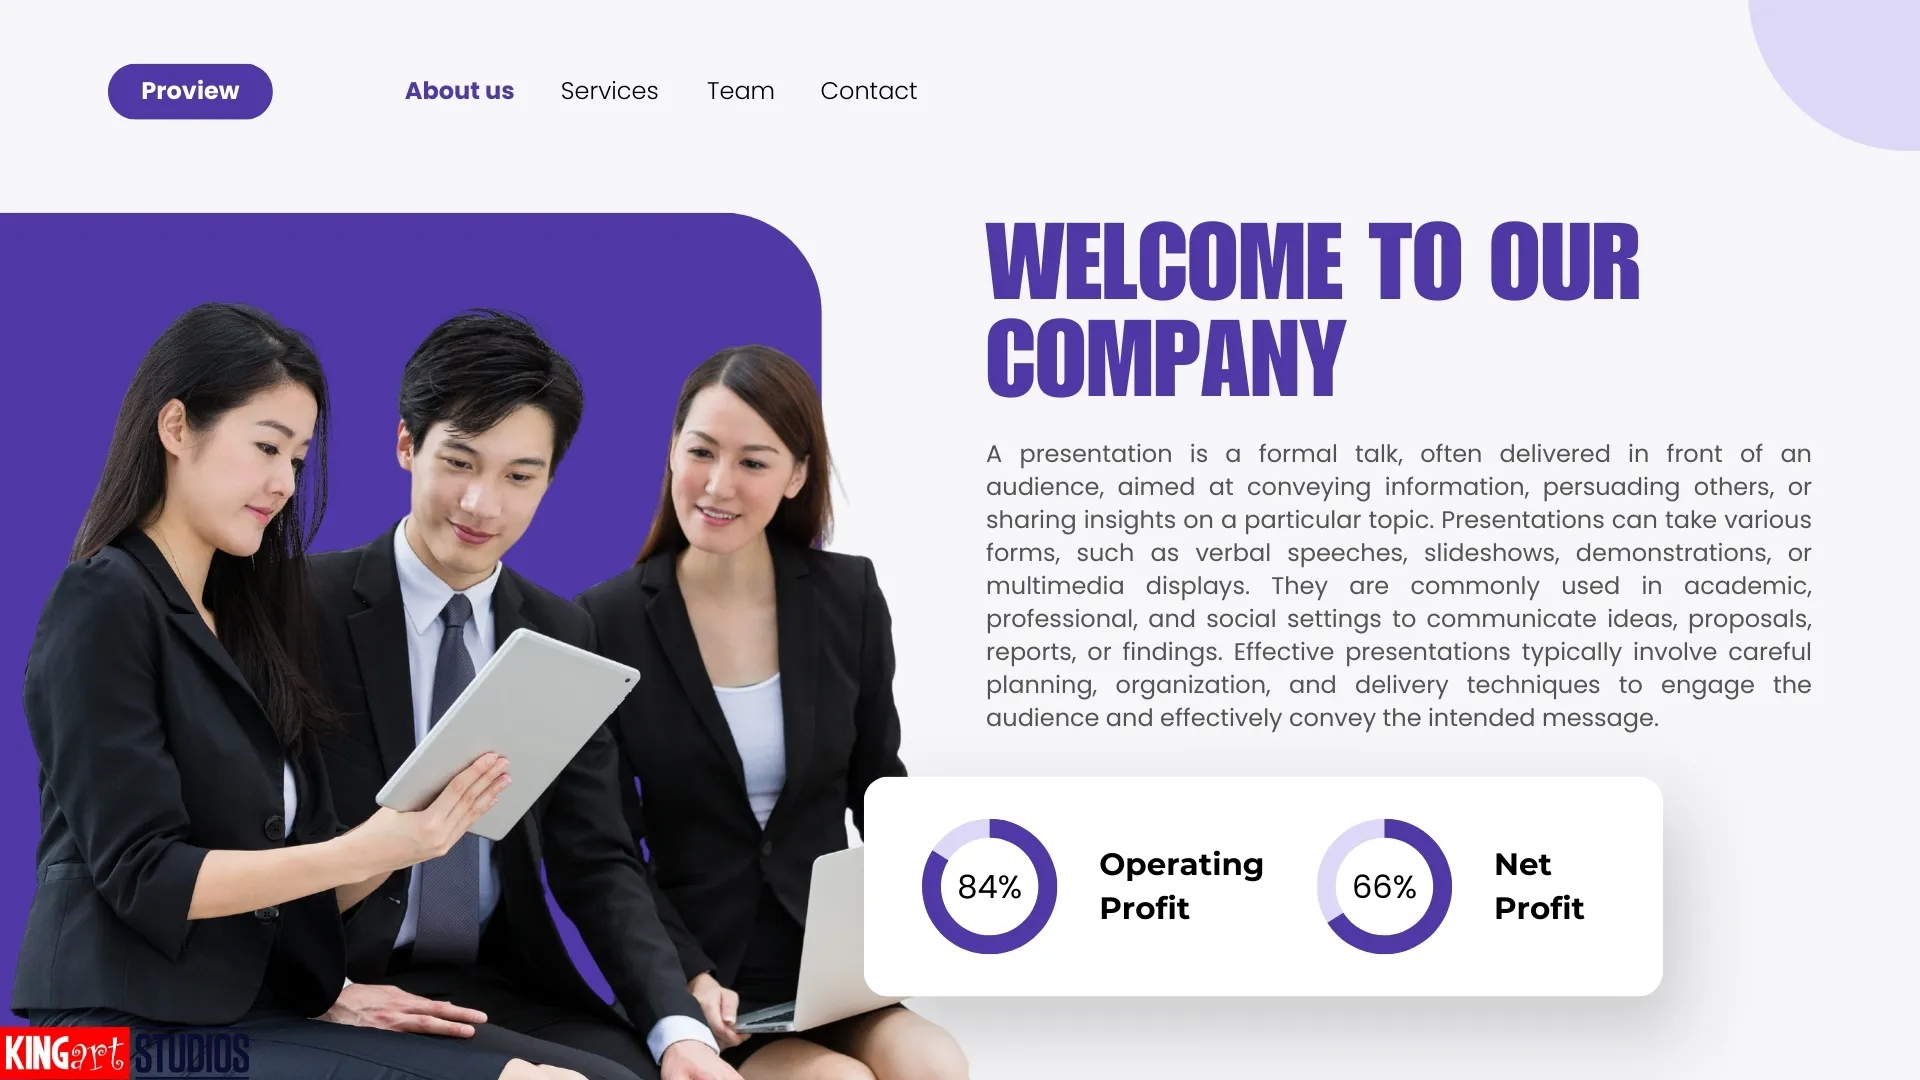 Proview
About us Services Team Contact
WELCOME TO OUR
COMPANY
A presentation is a formal talk, often delivered in front of an
audience, aimed at conveying information, persuading others, or
sharing insights on a particular topic. Presentations can take various
forms, such as verbal speeches, slideshows, demonstrations, or
multimedia displays. They are commonly used in academic,
professional, and social settings to communicate ideas, proposals,
reports, or findings. Effective presentations typically involve careful
planning, organization, and delivery techniques to engage the
audience and effectively convey the intended message.
84%
Operating
Profit
66%
Net
Profit
KINGart STUDIOS